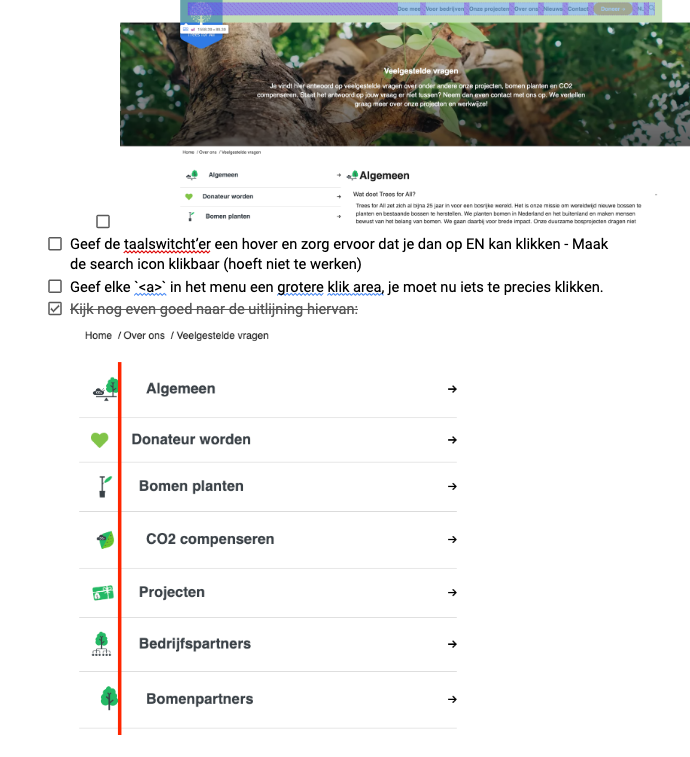 Doe mee Voor bedrijven Onze projecten Over ons Nieuws Contact Doneer NL
Veelgestelde vragen
Je vindt hier antwoord op veelgestelde vragen over onder andere onze projecten, bomen planten en CO2
compenseren. Staat het antwoord op jouw vraag er niet tussen? Neem dan even contact met ons op. We vertellen
graag meer over onze projecten en werkwijze!
Home / Over ons / Veelgestelde vragen
Algemeen
Donateur worden
Bomen planten
Algemeen
Wat doet Trees for All?
Trees for All zet zich al bijna 25 jaar in voor een bosrijke wereld. Het is onze missie om wereldwijd nieuwe bossen te
planten en bestaande bossen te herstellen. We planten bomen in Nederland en het buitenland en maken mensen
bewust van het belang van bomen. We gaan daarbij voor brede impact. Onze duurzame bosprojecten dragen niet
Geef de taalswitcht’er een hover en zorg ervoor dat je dan op EN kan klikken - Maak
de search icon klikbaar (hoeft niet te werken)
Geef elke `<a>` in het menu een grotere klik area, je moet nu iets te precies klikken.
Kijk nog even goed naar de uitlijning hiervan:
Home / Over ons / Veelgestelde vragen
Algemeen
Donateur worden
Bomen planten
CO2 compenseren
Projecten
Bedrijfspartners
Bomenpartners